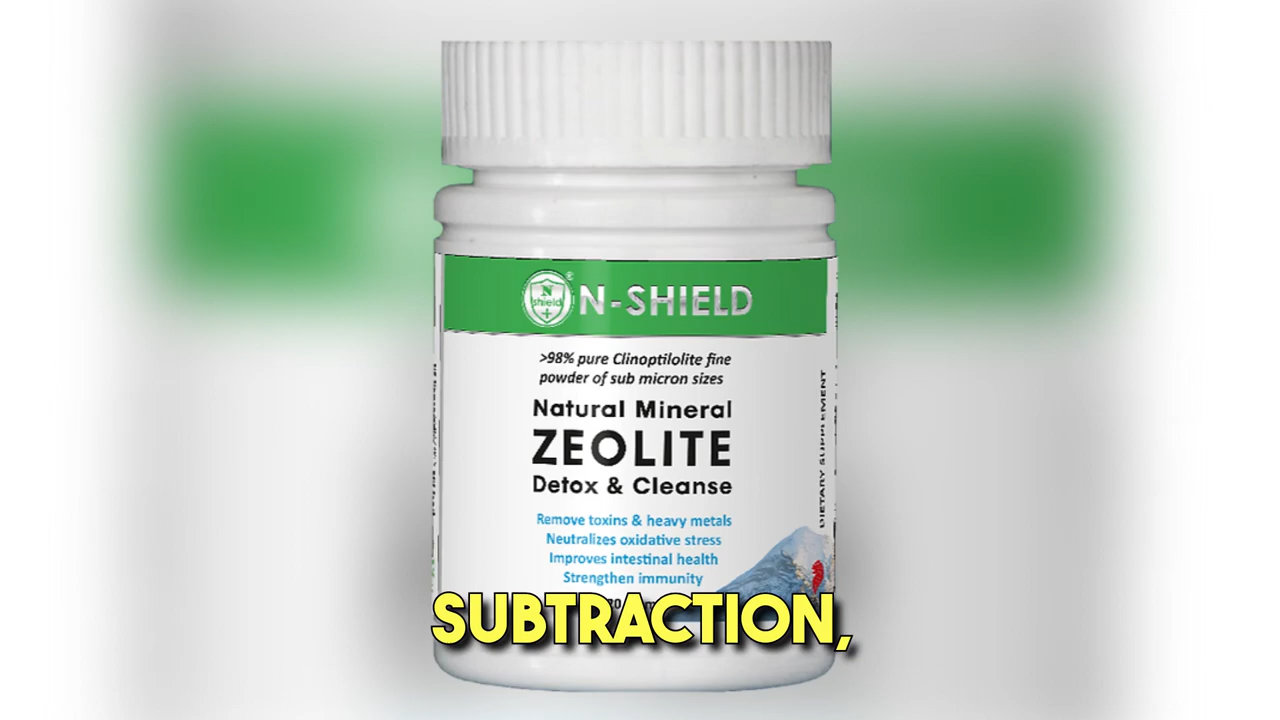 N shield +
N-SHIELD
>98% pure Clinoptilolite fine
powder of sub micron sizes
Natural Mineral
ZEOLITE
Detox & Cleanse
Remove toxins & heavy metals
Neutralizes oxidative stress
Improves intestinal health
Strengthen immunity
DIETARY SUPPLEMENT
SUBTRACTION,